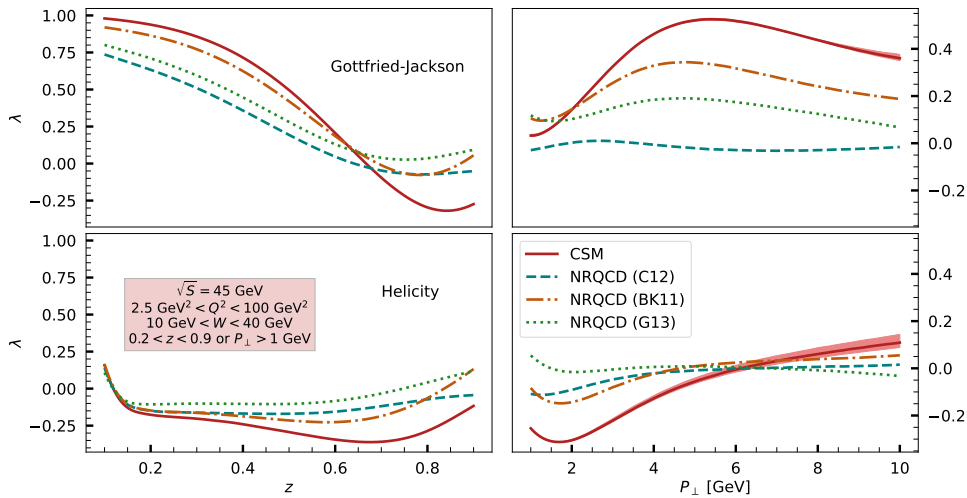 1.00
0.75
0.50
0.25
0.00
−0.25
λ
Gottfried-Jackson
0.4
0.2
0.0
−0.2
1.00
0.75
0.50
0.25
0.00
−0.25
λ
√S = 45 GeV
2.5 GeV² < Q² < 100 GeV²
10 GeV < W < 40 GeV
0.2 < z < 0.9 or P⊥ > 1 GeV
Helicity
CSM
NRQCD (C12)
NRQCD (BK11)
NRQCD (G13)
0.4
0.2
0.0
−0.2
0.2 0.4 0.6 0.8
z
2 4 6 8 10
P⊥ [GeV]